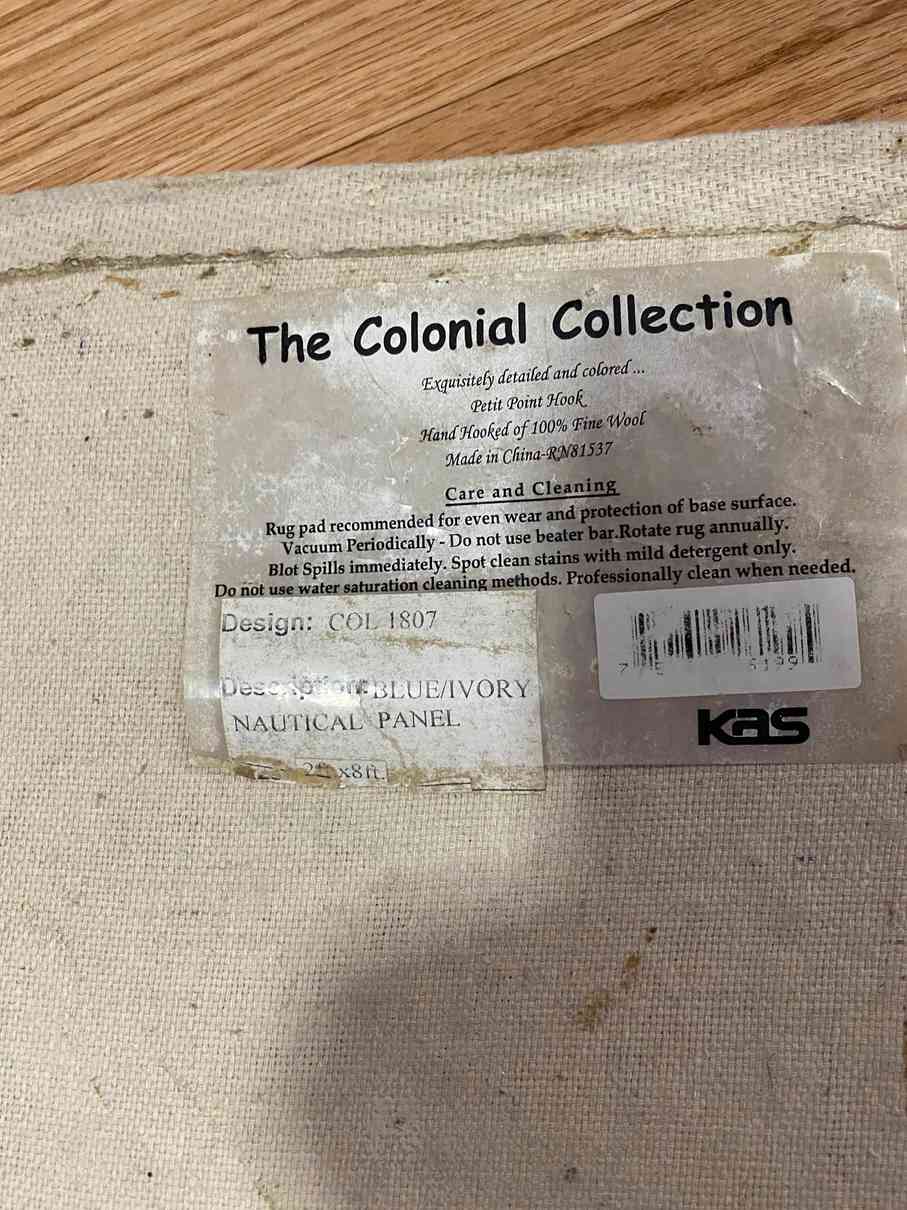 The Colonial Collection
Exquisitely detailed and colored ...
Petit Point Hook
Hand Hooked of 100% Fine Wool
Made in China-RN81537
Care and Cleaning
Rug pad recommended for even wear and protection of base surface.
Vacuum Periodically - Do not use beater bar.Rotate rug annually.
Blot Spills immediately. Spot clean stains with mild detergent only.
Do not use water saturation cleaning methods. Professionally clean when needed.
Design: COL 1807
Description: BLUE/IVORY
NAUTICAL PANEL
x8ft.
kas